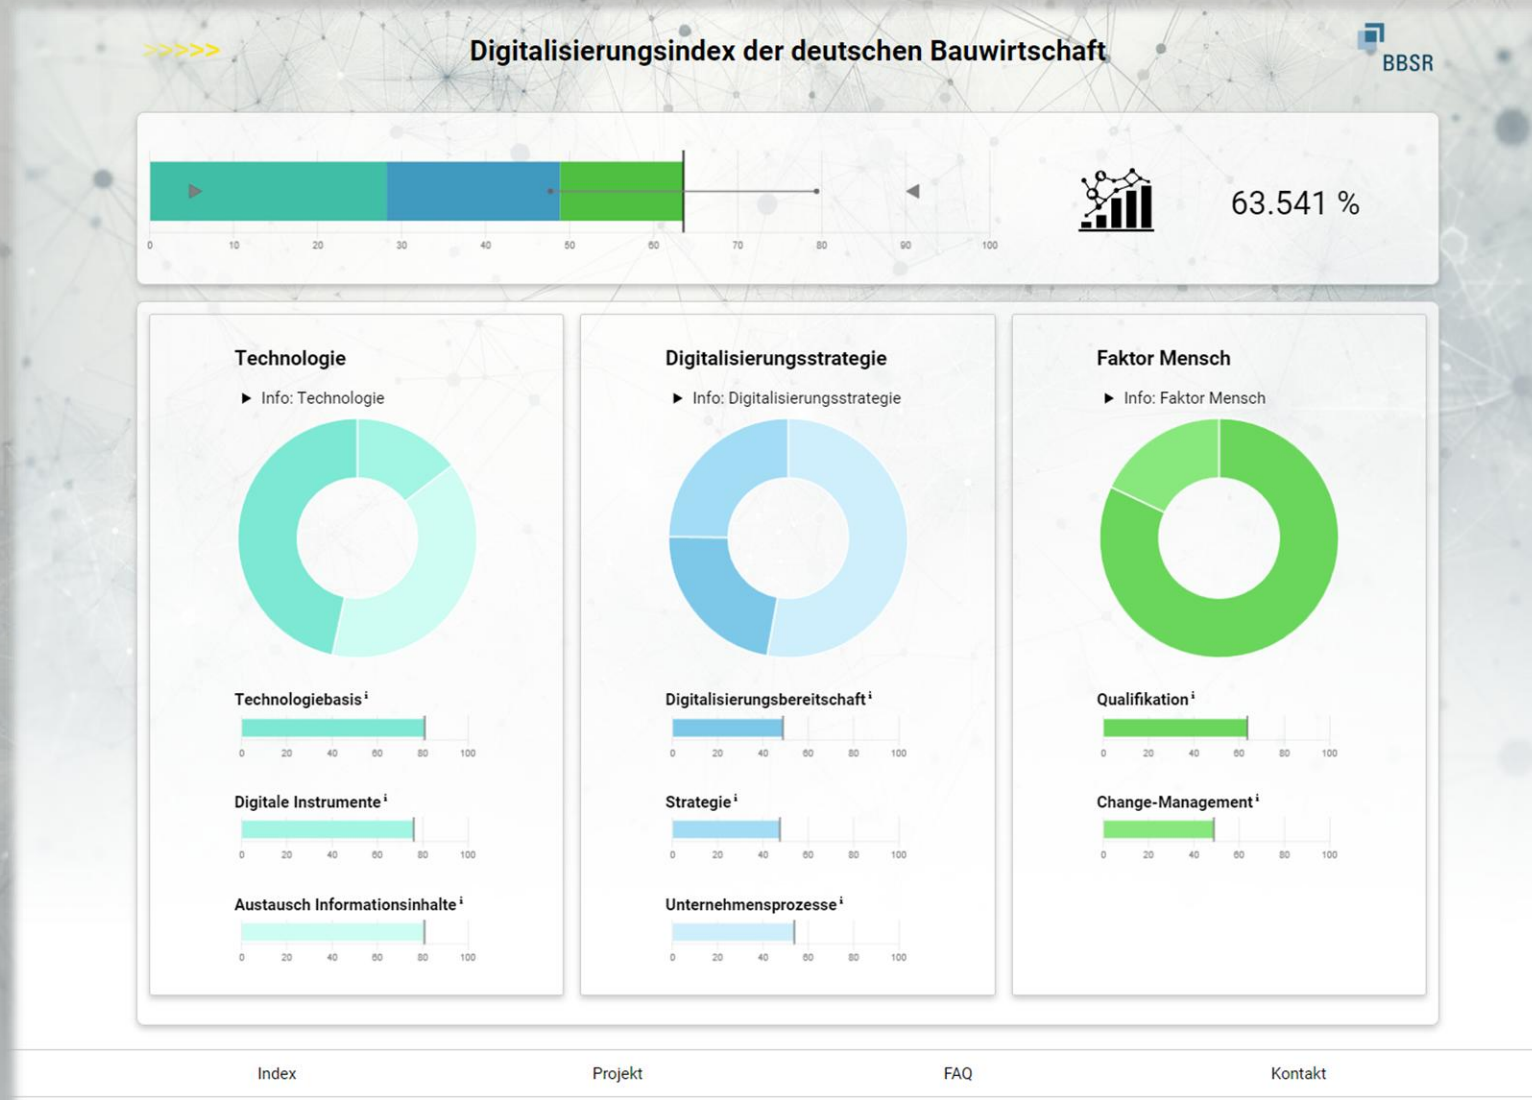 >>>>>
Digitalisierungsindex der deutschen Bauwirtschaft
BBSR
0 10 20 30 40 50 60 70 80 90 100
63.541 %
Technologie
Info: Technologie
Technologiebasis i
0 20 40 60 80 100
Digitale Instrumente i
0 20 40 60 80 100
Austausch Informationsinhalte i
0 20 40 60 80 100
Digitalisierungsstrategie
Info: Digitalisierungsstrategie
Digitalisierungsbereitschaft i
0 20 40 60 80 100
Strategie i
0 20 40 60 80 100
Unternehmensprozesse i
0 20 40 60 80 100
Faktor Mensch
Info: Faktor Mensch
Qualifikation i
0 20 40 60 80 100
Change-Management i
0 20 40 60 80 100
Index Projekt FAQ Kontakt